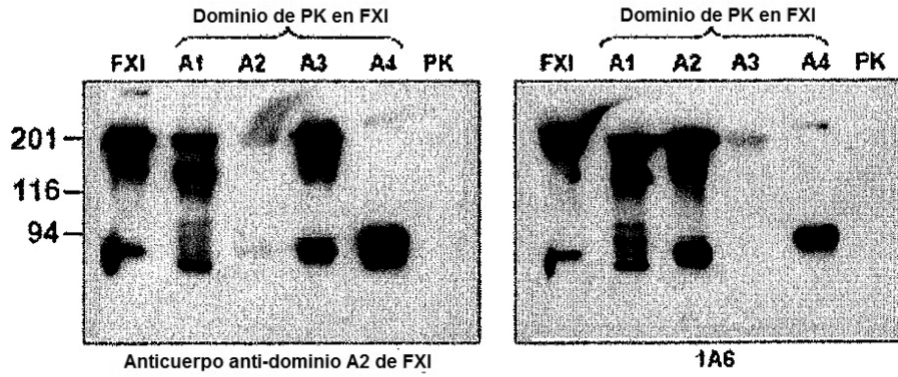 Dominio de PK en FXI
FXI A1 A2 A3 A4 PK
201
116
94
Anticuerpo anti-dominio A2 de FXI
Dominio de PK en FXI
FXI A1 A2 A3 A4 PK
1A6